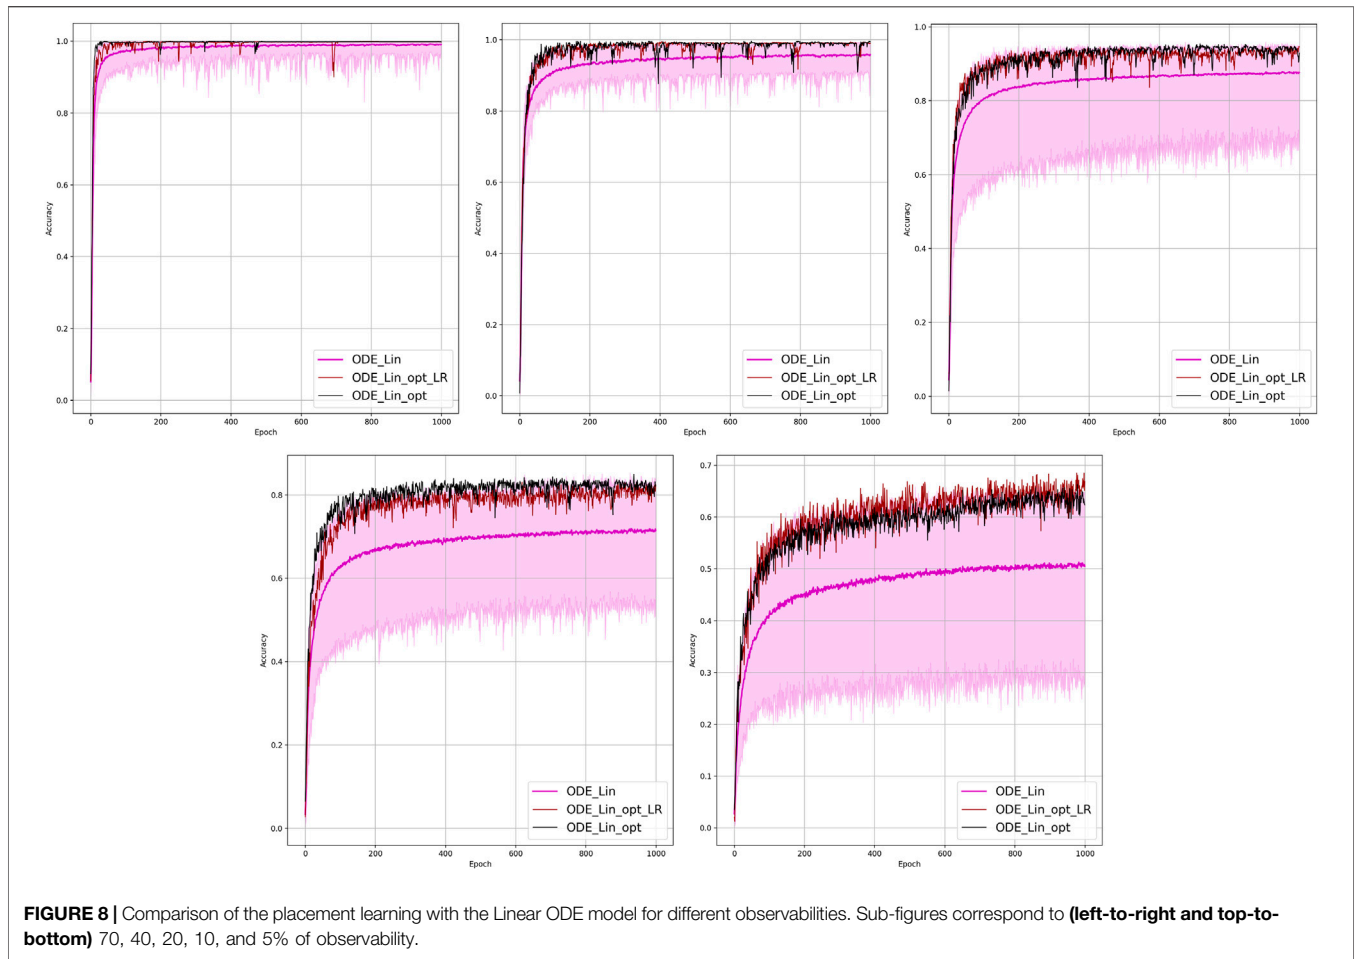 1.0
0.8
0.6
0.4
0.2
0.0
Accuracy
0
200
400
600
800
1000
Epoch
ODE_Lin
ODE_Lin_opt_LR
ODE_Lin_opt
1.0
0.8
0.6
0.4
0.2
0.0
Accuracy
0
200
400
600
800
1000
Epoch
ODE_Lin
ODE_Lin_opt_LR
ODE_Lin_opt
1.0
0.8
0.6
0.4
0.2
0.0
Accuracy
0
200
400
600
800
1000
Epoch
ODE_Lin
ODE_Lin_opt_LR
ODE_Lin_opt
0.8
0.6
0.4
0.2
0.0
Accuracy
0
200
400
600
800
1000
Epoch
ODE_Lin
ODE_Lin_opt_LR
ODE_Lin_opt
0.7
0.6
0.5
0.4
0.3
0.2
0.1
0.0
Accuracy
0
200
400
600
800
1000
Epoch
ODE_Lin
ODE_Lin_opt_LR
ODE_Lin_opt
FIGURE 8 | Comparison of the placement learning with the Linear ODE model for different observabilities. Sub-figures correspond to (left-to-right and top-to-
bottom) 70, 40, 20, 10, and 5% of observability.